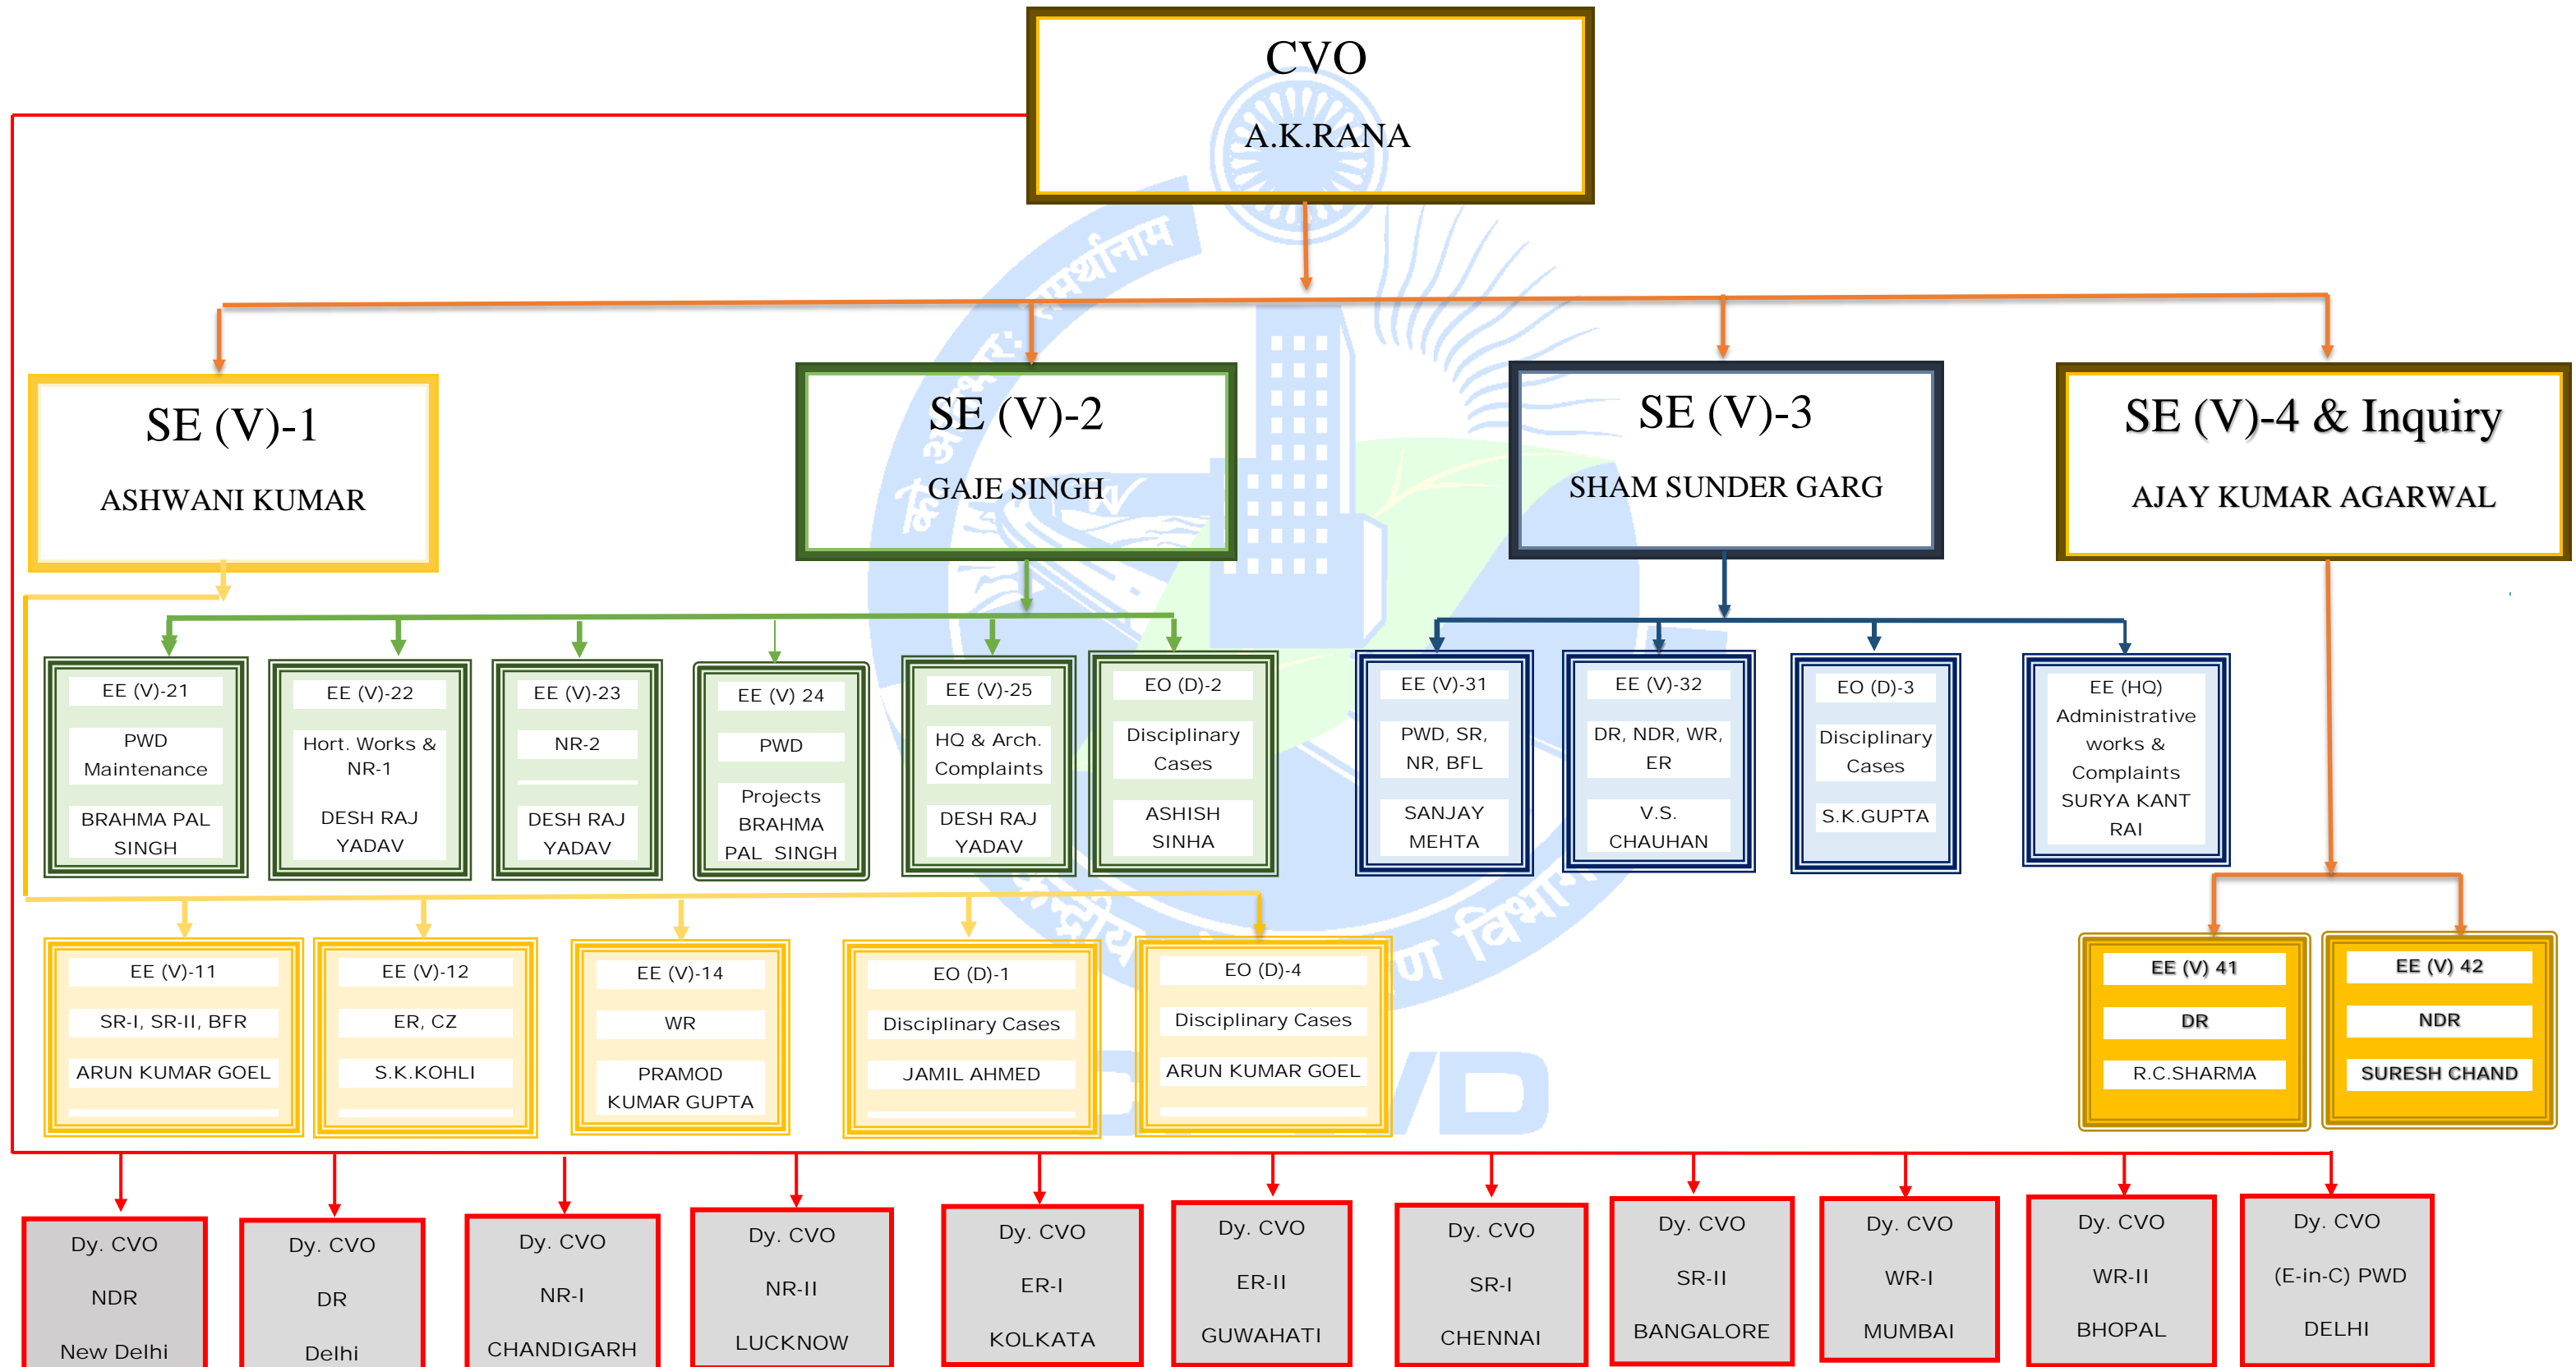 CVO
A.K.RANA
SE (V)-1
ASHWANI KUMAR
SE (V)-2
GAJE SINGH
SE (V)-3
SHAM SUNDER GARG
SE (V)-4 & Inquiry
AJAY KUMAR AGARWAL
EE (V)-21
PWD
Maintenance
BRAHMA PAL
SINGH
EE (V)-22
Hort. Works &
NR-1
DESH RAJ
YADAV
EE (V)-23
NR-2
DESH RAJ
YADAV
EE (V) 24
PWD
Projects
BRAHMA
PAL SINGH
EE (V)-25
HQ & Arch.
Complaints
DESH RAJ
YADAV
EO (D)-2
Disciplinary
Cases
ASHISH
SINHA
EE (V)-31
PWD, SR,
NR, BFL
SANJAY
MEHTA
EE (V)-32
DR, NDR, WR,
ER
V.S.
CHAUHAN
EO (D)-3
Disciplinary
Cases
S.K.GUPTA
EE (HQ)
Administrative
works &
Complaints
SURYA KANT
RAI
EE (V)-11
SR-I, SR-II, BFR
ARUN KUMAR GOEL
EE (V)-12
ER, CZ
S.K.KOHLI
EE (V)-14
WR
PRAMOD
KUMAR GUPTA
EO (D)-1
Disciplinary Cases
JAMIL AHMED
EO (D)-4
Disciplinary Cases
ARUN KUMAR GOEL
EE (V) 41
DR
R.C.SHARMA
EE (V) 42
NDR
SURESH CHAND
Dy. CVO
NDR
New Delhi
Dy. CVO
DR
Delhi
Dy. CVO
NR-I
CHANDIGARH
Dy. CVO
NR-II
LUCKNOW
Dy. CVO
ER-I
KOLKATA
Dy. CVO
ER-II
GUWAHATI
Dy. CVO
SR-I
CHENNAI
Dy. CVO
SR-II
BANGALORE
Dy. CVO
WR-I
MUMBAI
Dy. CVO
WR-II
BHOPAL
Dy. CVO
(E-in-C) PWD
DELHI